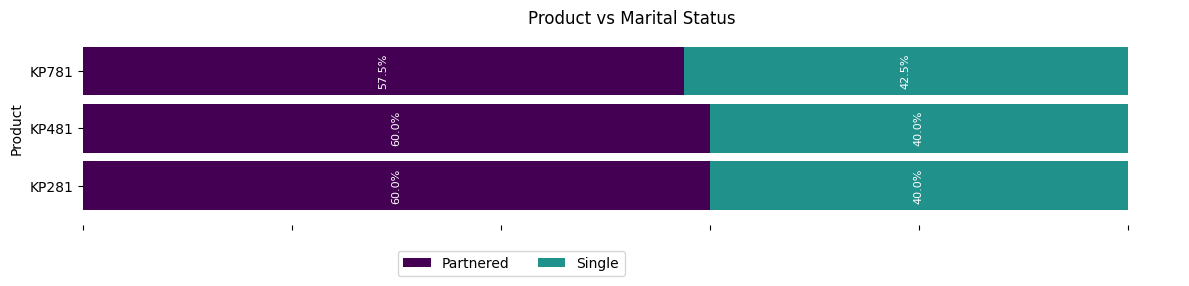 Product vs Marital Status
Product
KP781
57.5%
42.5%
KP481
60.0%
40.0%
KP281
60.0%
40.0%
Partnered
Single